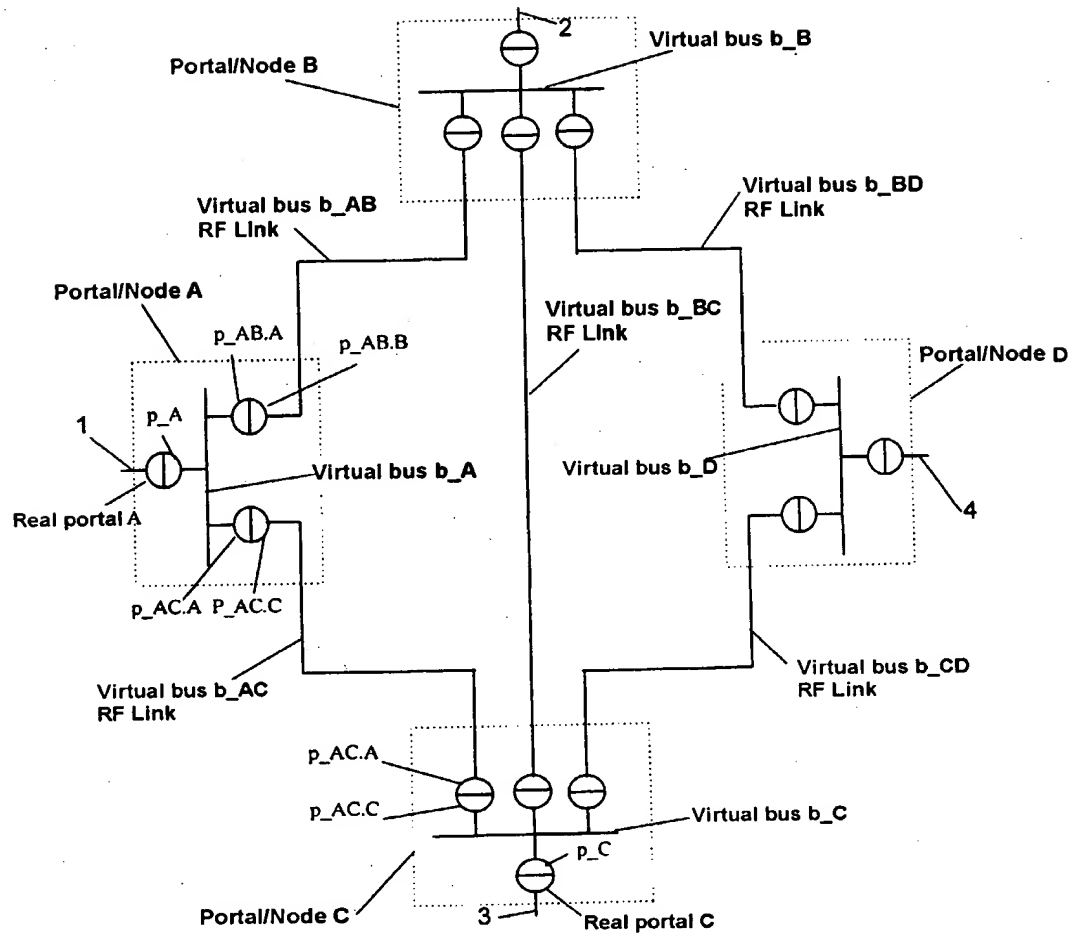 2
Virtual bus b_B
Portal/Node B
Virtual bus b_AB
RF Link
Virtual bus b_BD
RF Link
Portal/Node A
Virtual bus b_BC
RF Link
p_AB.A
p_AB.B
Portal/Node D
1
p_A
Virtual bus b_A
Virtual bus b_D
4
Real portal A
p_AC.A
P_AC.C
Virtual bus b_AC
RF Link
Virtual bus b_CD
RF Link
p_AC.A
p_AC.C
Virtual bus b_C
p_C
Portal/Node C
3
Real portal C